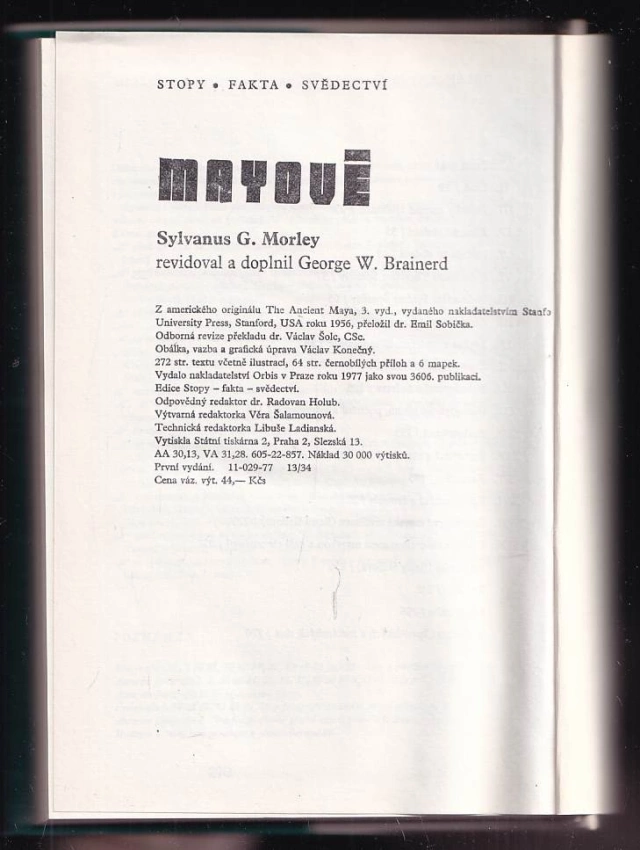 STOPY • FAKTA • SVĚDECTVÍ
MAYOVÉ
Sylvanus G. Morley
revidoval a doplnil George W. Brainerd
Z amerického originálu The Ancient Maya, 3. vyd., vydaného nakladatelstvím Stanfo
University Press, Stanford, USA roku 1956, přeložil dr. Emil Sobička.
Odborná revize překladu dr. Václav Šolc, CSc.
Obálka, vazba a grafická úprava Václav Konečný.
272 str. textu včetně ilustrací, 64 str. černobílých příloh a 6 mapek.
Vydalo nakladatelství Orbis v Praze roku 1977 jako svou 3606. publikaci.
Edice Stopy – fakta – svědectví.
Odpovědný redaktor dr. Radovan Holub.
Výtvarná redaktorka Věra Šalamounová.
Technická redaktorka Libuše Ladianská.
Vytiskla Státní tiskárna 2, Praha 2, Slezská 13.
AA 30,13, VA 31,28. 605-22-857. Náklad 30 000 výtisků.
První vydání. 11-029-77 13/34
Cena váz. výt. 44,— Kčs